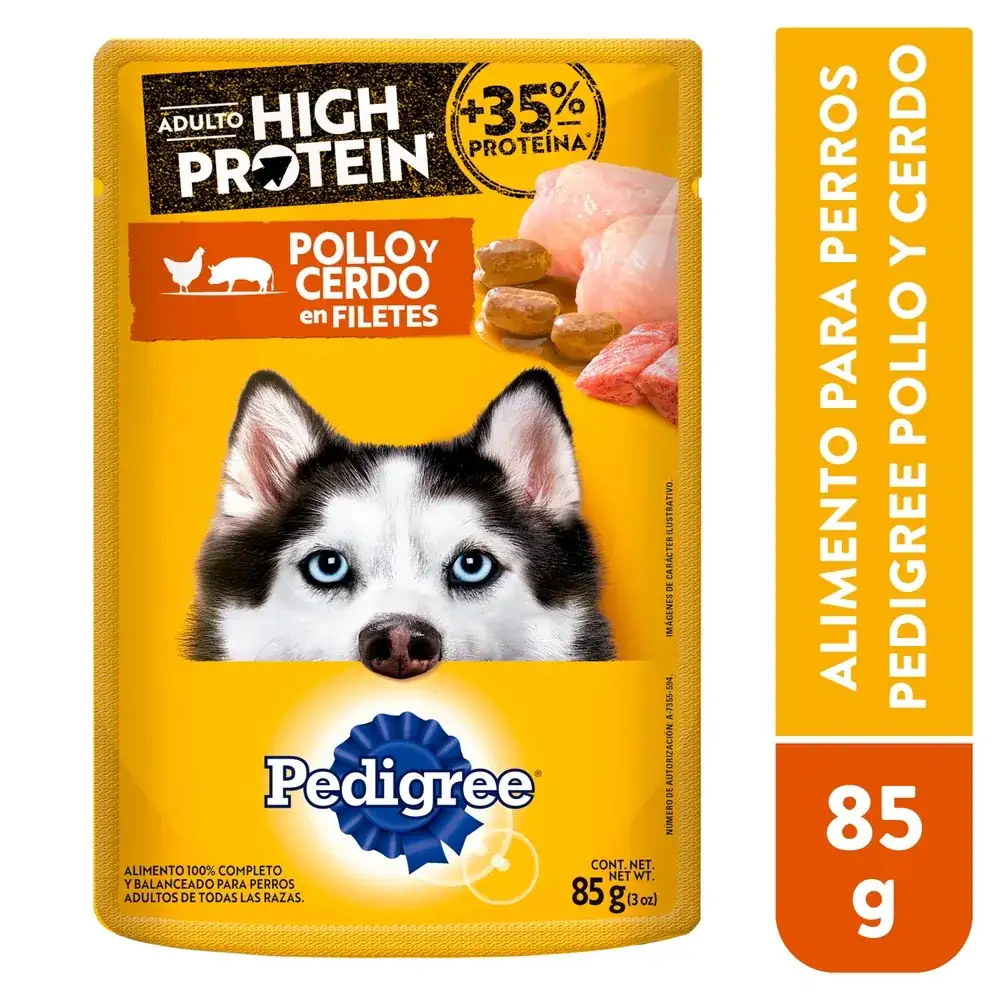 ADULTO HIGH
PROTEIN*
+35%
PROTEÍNA*
POLLO Y
CERDO
en FILETES
IMÁGENES DE CARÁCTER ILUSTRATIVO.
NÚMERO DE AUTORIZACIÓN: A-7355-594.
Pedigree®
ALIMENTO 100% COMPLETO
Y BALANCEADO PARA PERROS
ADULTOS DE TODAS LAS RAZAS.
CONT. NET.
NET WT.
85 g (3 oz)
ALIMENTO PARA PERROS
PEDIGREE POLLO Y CERDO
85
g